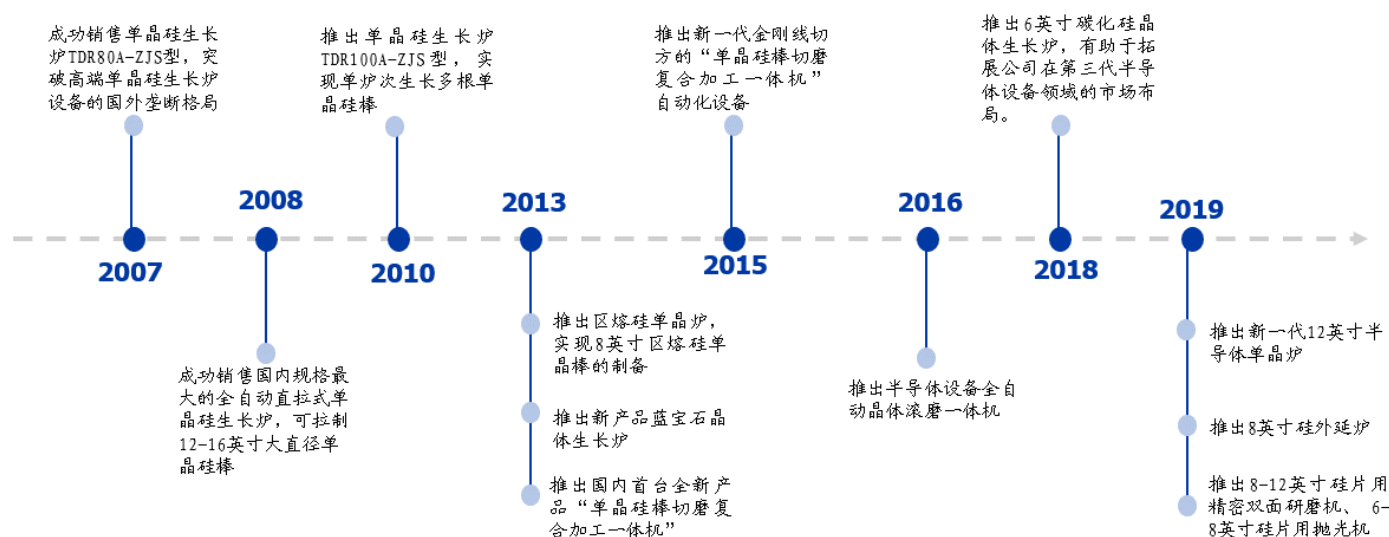 成功销售单晶硅生长
炉TDR80A-ZJS型，突
破高端单晶硅生长炉
设备的国外垄断格局
推出单晶硅生长炉
TDR100A-ZJS型，实
现单炉次生长多根单
晶硅棒
推出新一代金刚线切
方的“单晶硅棒切磨
复合加工一体机”
自动化设备
推出6英寸碳化硅晶
体生长炉，有助于拓
展公司在第三代半导
体设备领域的市场布
局。
2008
2013
2016
2019
2007
2010
2015
2018
成功销售国内规格最
大的全自动直拉式单
晶硅生长炉，可拉制
12-16英寸大直径单
晶硅棒
推出区熔硅单晶炉，
实现8英寸区熔硅单
晶棒的制备
推出新产品蓝宝石晶
体生长炉
推出国内首台全新产
品“单晶硅棒切磨复
合加工一体机”
推出半导体设备全自
动晶体滚磨一体机
推出新一代12英寸半
导体单晶炉
推出8英寸硅外延炉
推出8-12英寸硅片用
精密双面研磨机、 6-
8英寸硅片用抛光机